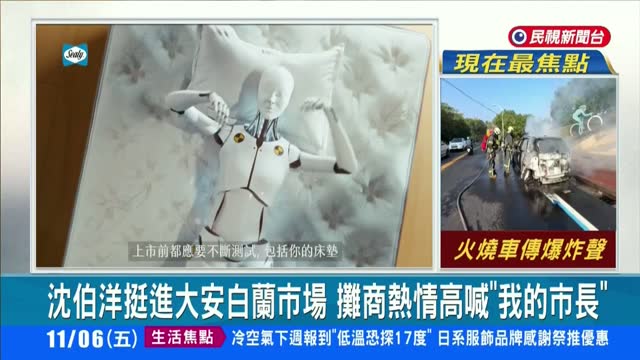 Sealy
民視新聞台
現在最焦點
上市前都應要不斷測試, 包括你的床墊
火燒車傳爆炸聲
沈伯洋挺進大安白蘭市場 攤商熱情高喊"我的市長"
11/06(五) 生活焦點 冷空氣下週報到"低溫恐探17度" 日系服飾品牌感謝祭推優惠